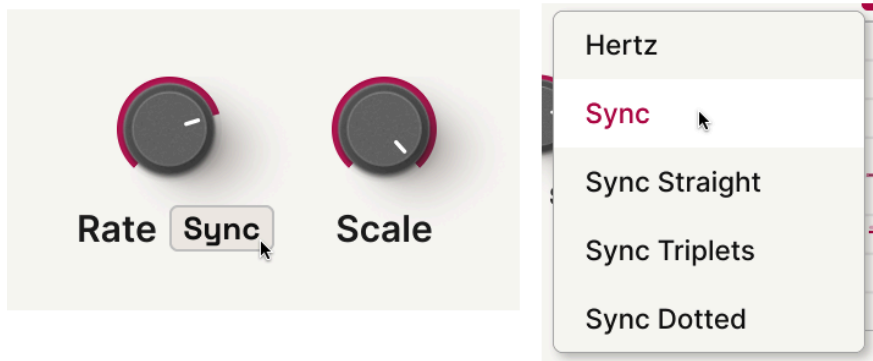 Rate Sync
Scale
Hertz
Sync
Sync Straight
Sync Triplets
Sync Dotted